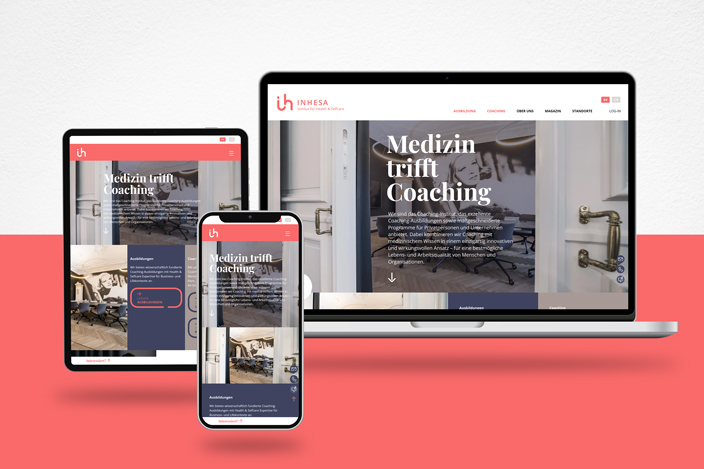 INHESA
Institut für Health & Selfcare
AUSBILDUNG
COACHING
ÜBER UNS
MAGAZIN
STANDORTE
LOG-IN
Medizin
trifft
Coaching
Wir sind das Coaching-Institut, das exzellente
Coaching-Ausbildungen sowie maßgeschneiderte
Programme für Privatpersonen und Unternehmen
anbietet. Dabei kombinieren wir Coaching mit
medizinischem Wissen in einem einzigartig innovativen
und wirkungsvollen Ansatz – für eine bestmögliche
Lebens- und Arbeitsqualität von Menschen und
Organisationen.
Ausbildungen
Coaching
Medizin trifft
Coaching
Ausbildungen
Wir bieten wissenschaftlich fundierte
Coaching Ausbildungen mit Health &
Selfcare Expertise für Business- und
Lifekontexte an.
Medizin trifft
Coaching
Ausbildungen
Wir bieten wissenschaftlich fundierte Coaching
Ausbildungen mit Health & Selfcare Expertise für
Business- und Lifekontexte an.